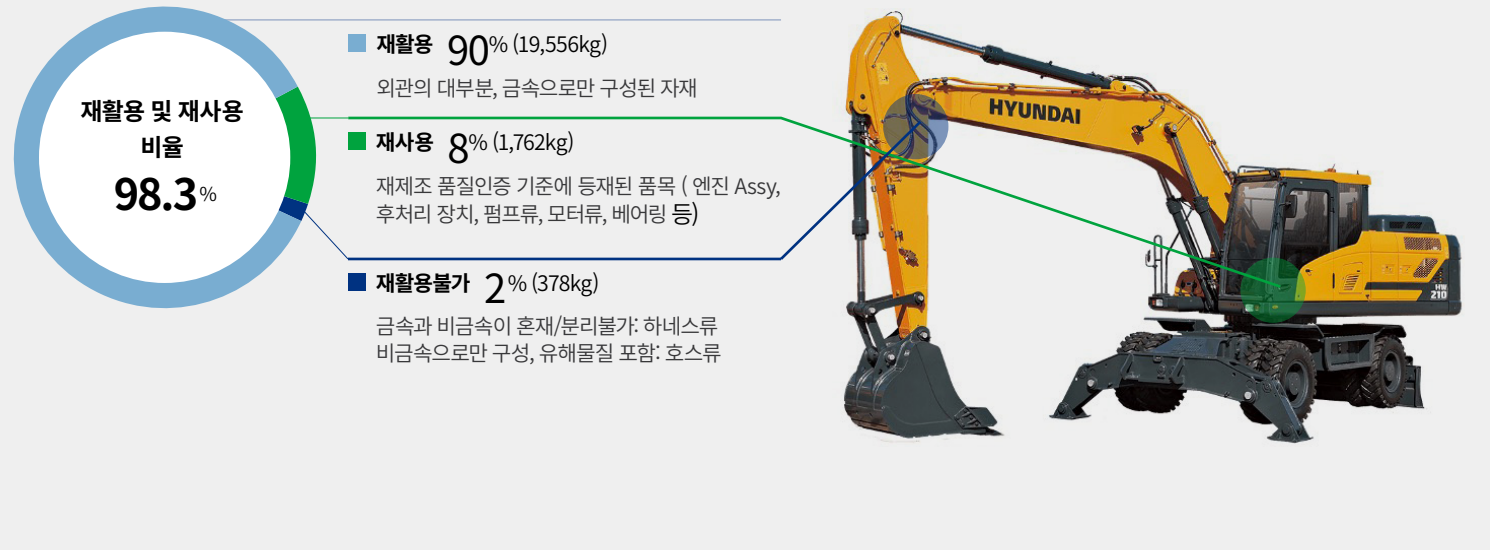 재활용 및 재사용
비율
98.3%
재활용 90% (19,556kg)
외관의 대부분, 금속으로만 구성된 자재
재사용 8% (1,762kg)
재제조 품질인증 기준에 등재된 품목 ( 엔진 Assy,
후처리 장치, 펌프류, 모터류, 베어링 등)
재활용불가 2% (378kg)
금속과 비금속이 혼재/분리불가: 하네스류
비금속으로만 구성, 유해물질 포함: 호스류
HYUNDAI
HW
210